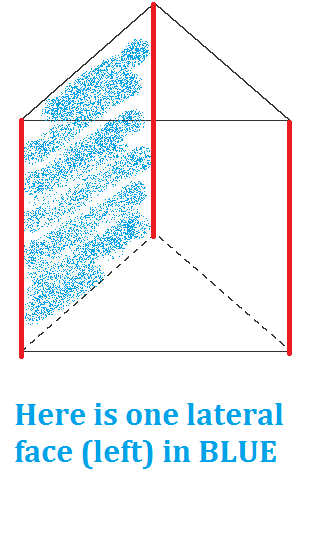 Here is one lateral
face (left) in BLUE